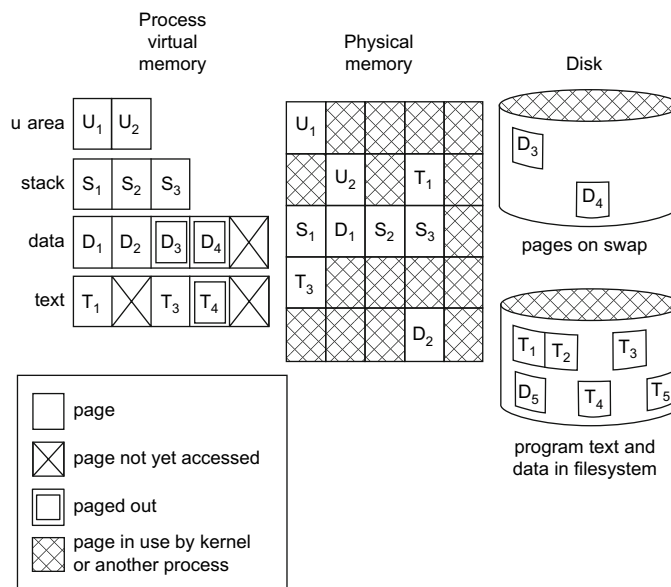 Process
virtual
memory
Physical
memory
Disk
u area
U₁ U₂
stack
S₁ S₂ S₃
data
D₁ D₂ D₃ D₄
text
T₁ T₃ T₄
U₁
U₂ T₁
S₁ D₁ S₂ S₃
T₃
D₂
D₃
D₄
pages on swap
T₁ T₂ T₃
D₅ T₄ T₅
program text and
data in filesystem
page
page not yet accessed
paged out
page in use by kernel
or another process